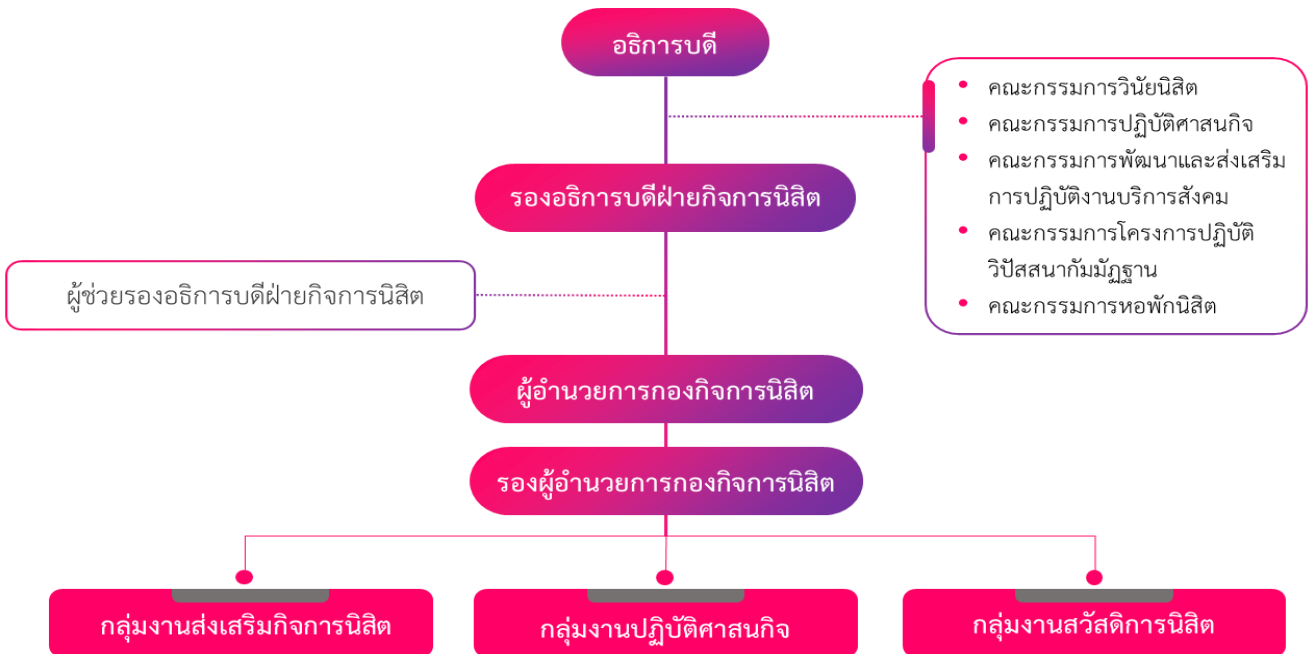 อธิการบดี
• คณะกรรมการวินัยนิสิต
• คณะกรรมการปฏิบัติศาสนกิจ
• คณะกรรมการพัฒนาและส่งเสริม
การปฏิบัติงานบริการสังคม
• คณะกรรมการโครงการปฏิบัติ
วิปัสสนากัมมัฏฐาน
• คณะกรรมการหอพักนิสิต
รองอธิการบดีฝ่ายกิจการนิสิต
ผู้ช่วยรองอธิการบดีฝ่ายกิจการนิสิต
ผู้อำนวยการกองกิจการนิสิต
รองผู้อำนวยการกองกิจการนิสิต
กลุ่มงานส่งเสริมกิจการนิสิต
กลุ่มงานปฏิบัติศาสนกิจ
กลุ่มงานสวัสดิการนิสิต